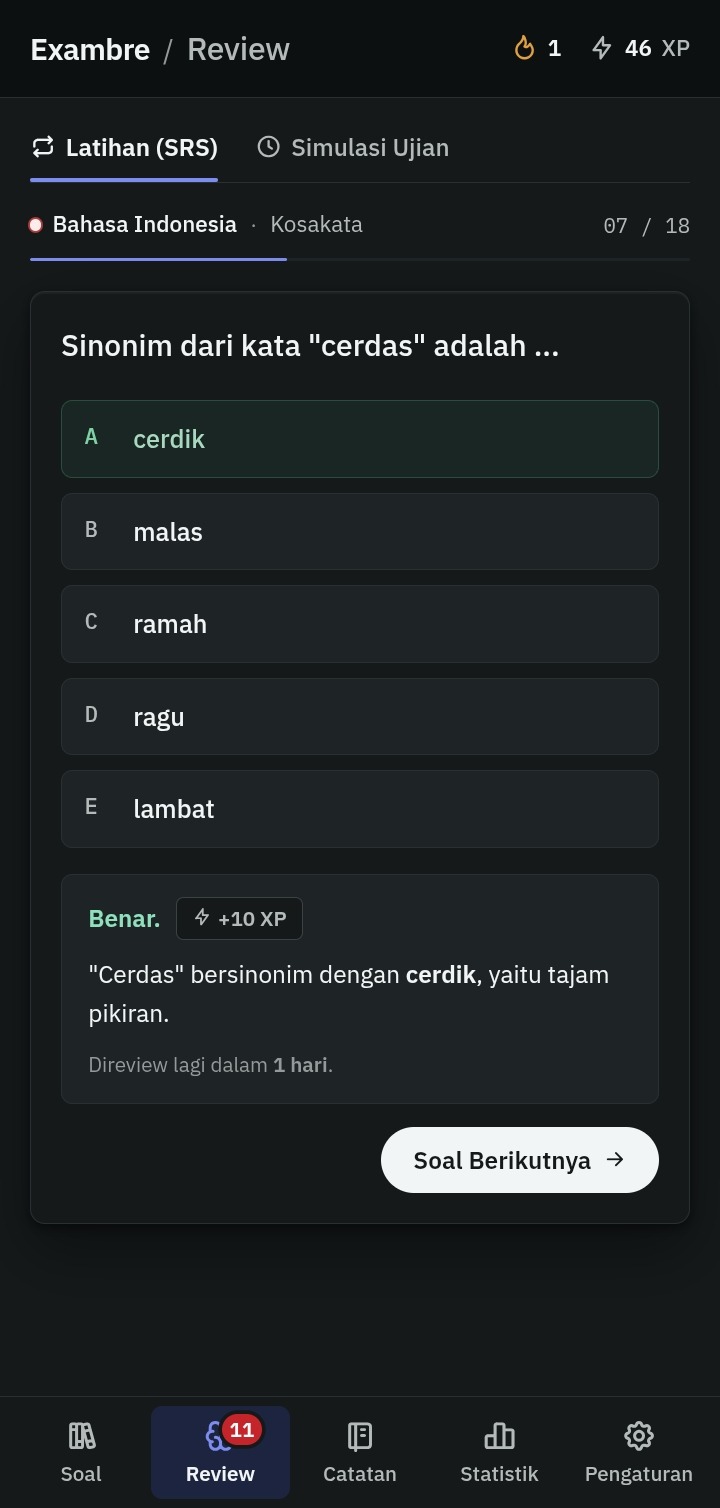 Exambre / Review
1
46 XP
Latihan (SRS)
Simulasi Ujian
Bahasa Indonesia · Kosakata
07 / 18
Sinonim dari kata "cerdas" adalah ...
A cerdik
B malas
C ramah
D ragu
E lambat
Benar. +10 XP
"Cerdas" bersinonim dengan cerdik, yaitu tajam
pikiran.
Direview lagi dalam 1 hari.
Soal Berikutnya →
11
Soal
Review
Catatan
Statistik
Pengaturan